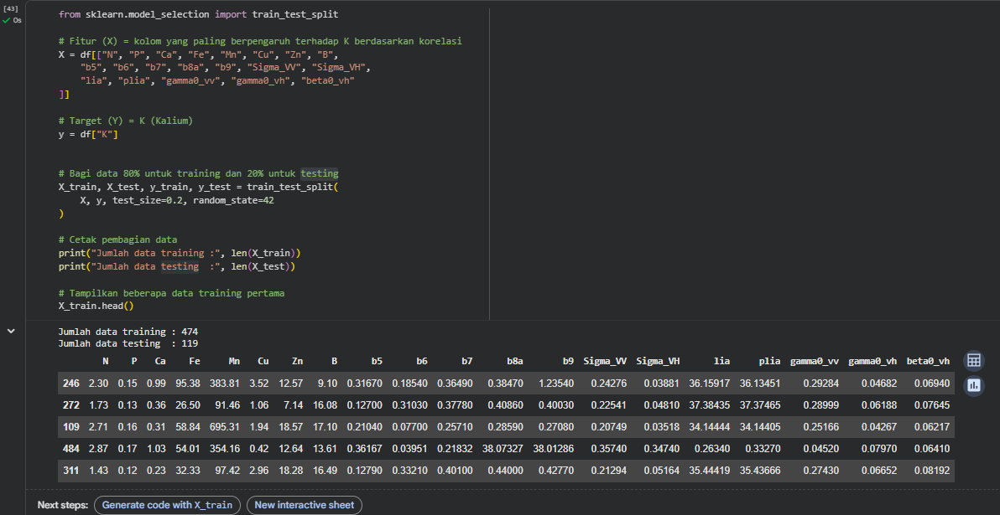 [43]
0s
from sklearn.model_selection import train_test_split
# Fitur (X) = kolom yang paling berpengaruh terhadap K berdasarkan korelasi
X = df[["N", "P", "Ca", "Fe", "Mn", "Cu", "Zn", "B",
"b5", "b6", "b7", "b8a", "b9", "Sigma_VV", "Sigma_VH",
"lia", "plia", "gamma0_vv", "gamma0_vh", "beta0_vh"
]]
# Target (Y) = K (Kalium)
y = df["K"]
# Bagi data 80% untuk training dan 20% untuk testing
X_train, X_test, y_train, y_test = train_test_split(
X, y, test_size=0.2, random_state=42
)
# Cetak pembagian data
print("Jumlah data training :", len(X_train))
print("Jumlah data testing  :", len(X_test))
# Tampilkan beberapa data training pertama
X_train.head()
Jumlah data training : 474
Jumlah data testing  : 119
N P Ca Fe Mn Cu Zn B b5 b6 b7 b8a b9 Sigma_VV Sigma_VH lia plia gamma0_vv gamma0_vh beta0_vh
246 2.30 0.15 0.99 95.38 383.81 3.52 12.57 9.10 0.31670 0.18540 0.36490 0.38470 1.23540 0.24276 0.03881 36.15917 36.13451 0.29284 0.04682 0.06940
272 1.73 0.13 0.36 26.50 91.46 1.06 7.14 16.08 0.12700 0.31030 0.37780 0.40860 0.40030 0.22541 0.04810 37.38435 37.37465 0.28999 0.06188 0.07645
109 2.71 0.16 0.31 58.84 695.31 1.94 18.57 17.10 0.21040 0.07700 0.25710 0.28590 0.27080 0.20749 0.03518 34.14444 34.14405 0.25166 0.04267 0.06217
484 2.87 0.17 1.03 54.01 354.16 0.42 12.64 13.61 0.36167 0.03951 0.21832 38.07327 38.01286 0.35740 0.34740 0.26340 0.33270 0.04520 0.07970 0.06410
311 1.43 0.12 0.23 32.33 97.42 2.96 18.28 16.49 0.12790 0.33210 0.40100 0.44000 0.42770 0.21294 0.05164 35.44419 35.43666 0.27430 0.06652 0.08192
Next steps: Generate code with X_train New interactive sheet